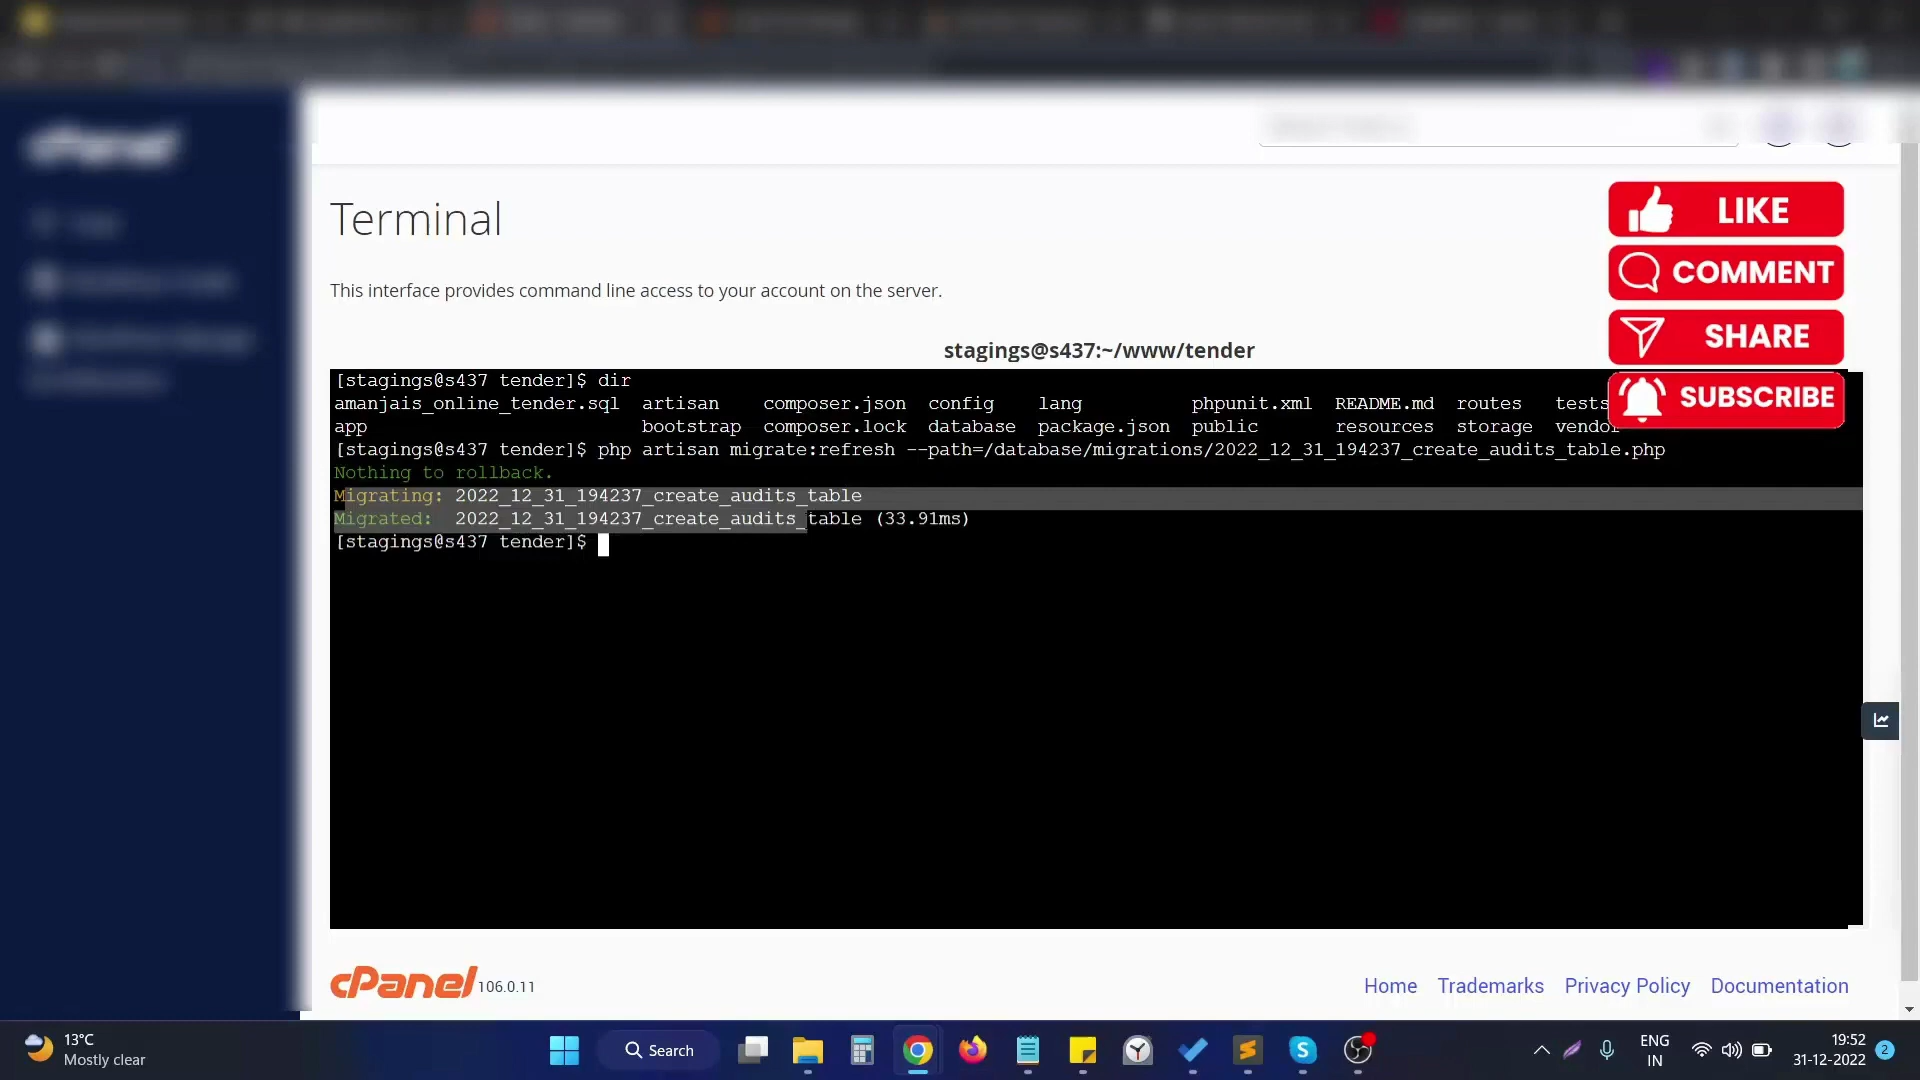 cPanel
Terminal
This interface provides command line access to your account on the server.
LIKE
COMMENT
SHARE
SUBSCRIBE
stagings@s437:~/www/tender
[stagings@s437 tender]$ dir
amanjais_online_tender.sql artisan composer.json config lang phpunit.xml README.md routes tests
app bootstrap composer.lock database package.json public resources storage vendor
[stagings@s437 tender]$ php artisan migrate:refresh --path=/database/migrations/2022_12_31_194237_create_audits_table.php
Nothing to rollback.
Migrating: 2022_12_31_194237_create_audits_table
Migrated: 2022_12_31_194237_create_audits_table (33.91ms)
[stagings@s437 tender]$
cPanel 106.0.11
Home Trademarks Privacy Policy Documentation
13°C
Mostly clear
Search
ENG
IN
19:52
31-12-2022
2